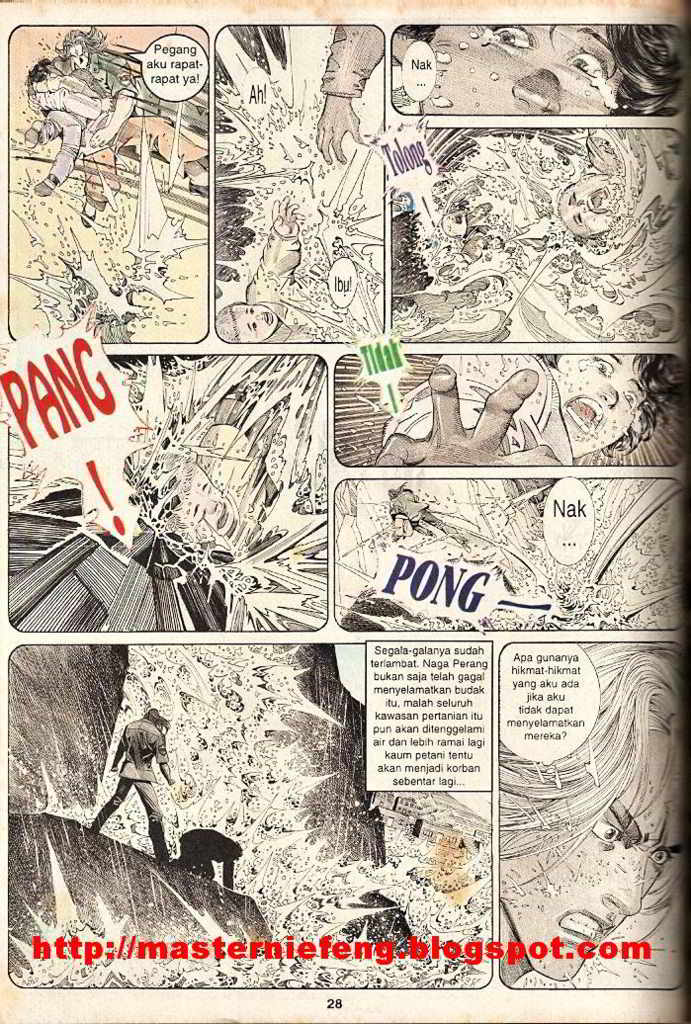 Pegang
aku rapat-
rapat ya!
Ah!
Ibu!
Nak
...
Tolong
PANG
!
Tidak
!
Nak
...
PONG —
Segala-galanya sudah
terlambat. Naga Perang
bukan saja telah gagal
menyelamatkan budak
itu, malah seluruh
kawasan pertanian itu
pun akan ditenggelami
air dan lebih ramai lagi
kaum petani tentu
akan menjadi korban
sebentar lagi...
Apa gunanya
hikmat-hikmat
yang aku ada
jika aku
tidak dapat
menyelamatkan
mereka?
http://masterniefeng.blogspot.com
28